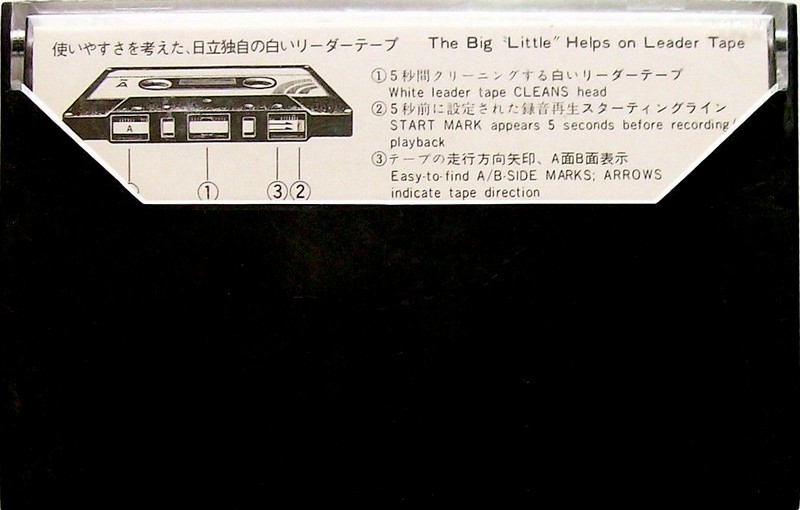 使いやすさを考えた、日立独自の白いリーダーテープ The Big "Little" Helps on Leader Tape
①5秒間クリーニングする白いリーダーテープ
White leader tape CLEANS head
②5秒前に設定された録音再生スターティングライン
START MARK appears 5 seconds before recording/
playback
③テープの走行方向矢印、A面B面表示
Easy-to-find A/B-SIDE MARKS; ARROWS
indicate tape direction
A
A
① ③②